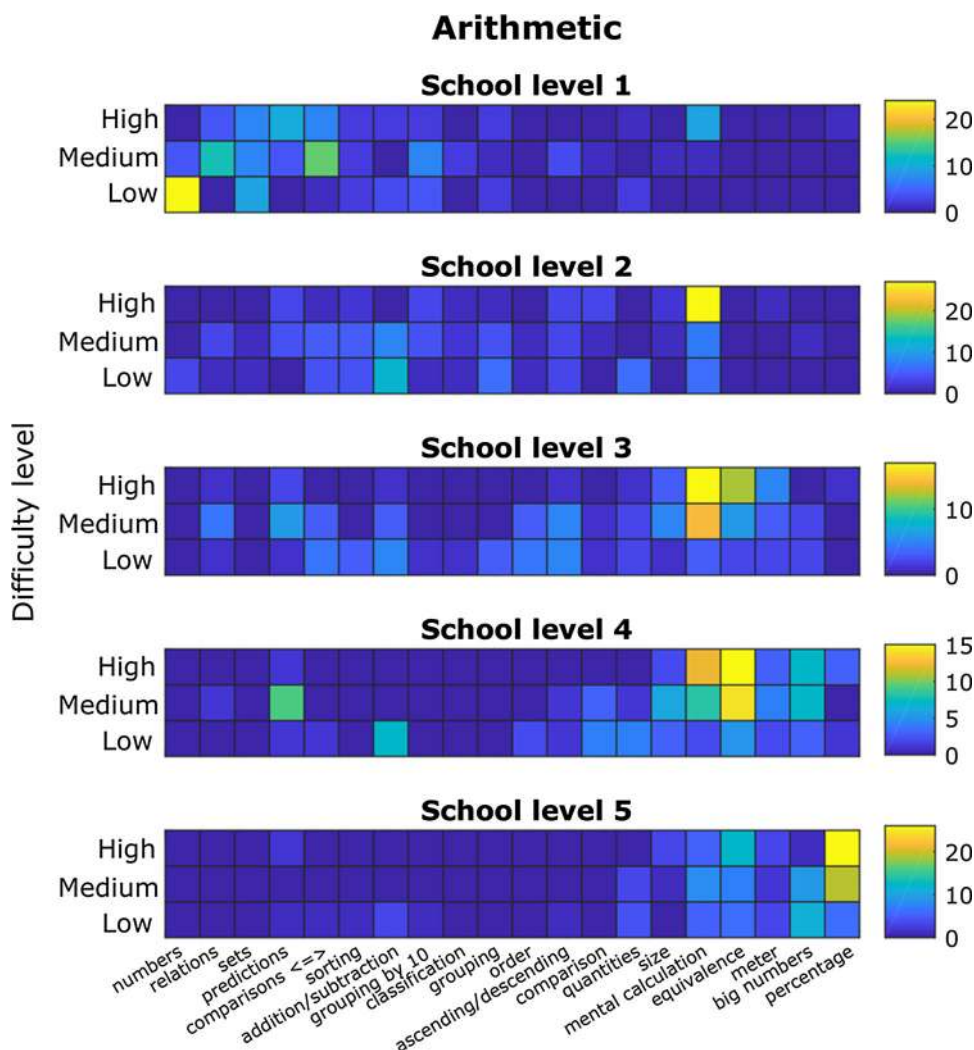 Arithmetic
School level 1
High
Medium
Low
20
10
0
School level 2
High
Medium
Low
20
10
0
Difficulty level
School level 3
High
Medium
Low
10
0
School level 4
High
Medium
Low
15
10
5
0
School level 5
High
Medium
Low
20
10
0
numbers
relations
sets
predictions
comparisons <=>
sorting
addition/subtraction
grouping by 10
classification
grouping
order
ascending/descending
comparison
quantities
size
mental calculation
equivalence
meter
big numbers
percentage